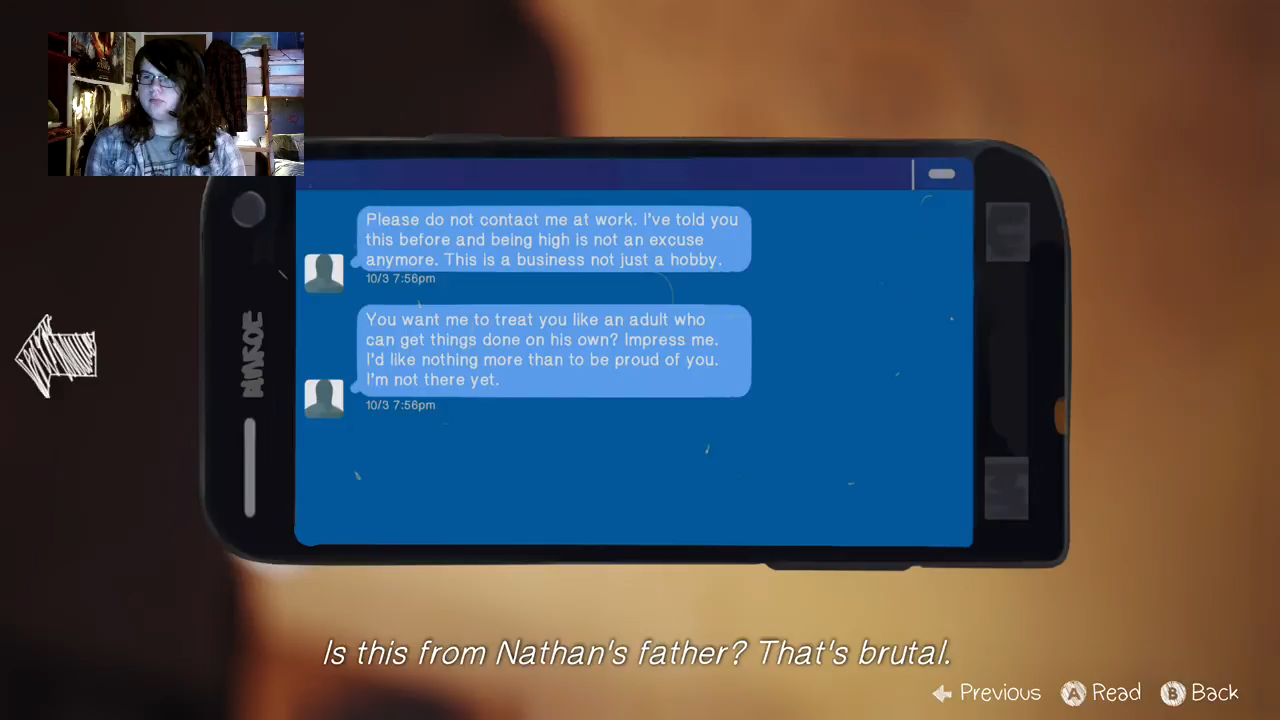 Please do not contact me at work. I've told you
this before and being high is not an excuse
anymore. This is a business not just a hobby.
10/3 7:56pm
You want me to treat you like an adult who
can get things done on his own? Impress me.
I'd like nothing more than to be proud of you.
I'm not there yet.
10/3 7:56pm
Is this from Nathan's father? That's brutal.
Previous A Read B Back